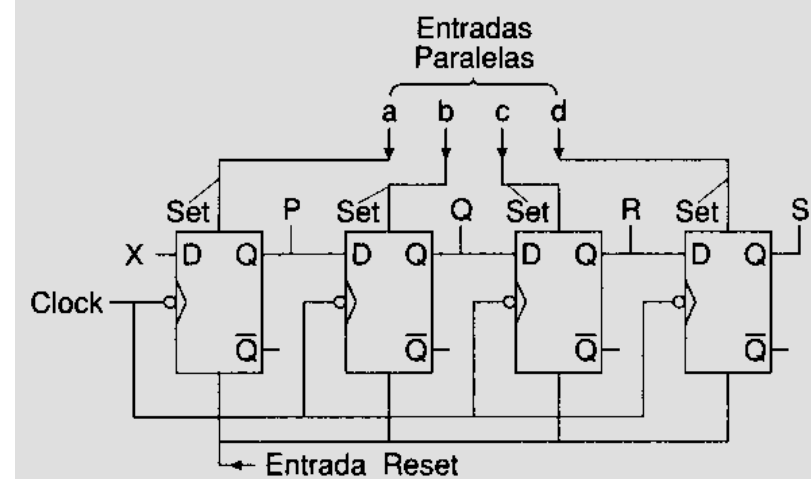 Entradas
Paralelas
a b c d
Set P Set Q Set R Set S
X D Q D Q D Q D Q
Clock
Q̅ Q̅ Q̅ Q̅
Entrada Reset